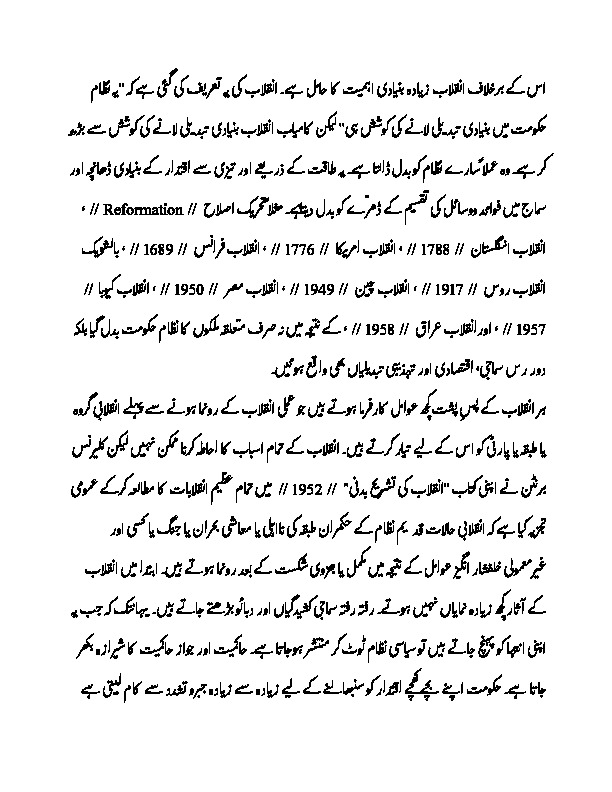 اس کے برخلاف انقلاب زیادہ بنیادی اہمیت کا حامل ہے۔ انقلاب کی یہ تعریف کی گئی ہے کہ "یہ نظام
حکومت میں بنیادی تبدیلی لانے کی کوشش ہی" لیکن کامیاب انقلاب بنیادی تبدیلی لانے کی کوشش سے بڑھ
کر ہے۔ وہ عملاً سارے نظام کو بدل ڈالتا ہے۔ یہ طاقت کے ذریعے اور تیزی سے اقتدار کے بنیادی ڈھانچہ اور
سماج میں فوائد ووسائل کی تقسیم کے ڈھرّے کو بدل دیتاہے۔ مثلاً تحریک اصلاح // Reformation // ،
انقلاب انگلستان // 1788 // ، انقلاب امریکا // 1776 // ، انقلاب فرانس // 1689 // ، بالشویک
انقلاب روس // 1917 // ، انقلاب چین // 1949 // ، انقلاب مصر // 1950 // ، انقلاب کیوبا //
1957 // ، اور انقلاب عراق // 1958 // ، کے نتیجہ میں نہ صرف متعلقہ ملکوں کا نظام حکومت بدل گیا بلکہ
دور رس سماجی، اقتصادی اور تہذیبی تبدیلیاں بھی واقع ہوئیں۔
ہر انقلاب کے پس پشت کچھ عوامل کارفرما ہوتے ہیں جو عملی انقلاب کے رونما ہونے سے پہلے انقلابی گروہ
یا طبقہ یا پارٹی کو اس کے لیے تیار کرتے ہیں۔ انقلاب کے تمام اسباب کا احاطہ کرنا ممکن نہیں لیکن کلیرنس
برنٹن نے اپنی کتاب "انقلاب کی تشریح بدنی" // 1952 // میں تمام عظیم انقلابات کا مطالعہ کرکے عمومی
تجزیہ کیا ہے کہ انقلابی حالات قدیم نظام کے حکمران طبقہ کی نااہلی یا معاشی بحران یا جنگ یا کسی اور
غیر معمولی خلفشار انگیز عوامل کے نتیجہ میں مکمل یا جزوی شکست کے بعد رونما ہوتے ہیں۔ ابتدا میں انقلاب
کے آثار کچھ زیادہ نمایاں نہیں ہوتے۔ رفتہ رفتہ سماجی کشیدگیاں اور دبائو بڑھتے جاتے ہیں۔ یہانتک کہ جب یہ
اپنی انتہا کو پہنچ جاتے ہیں تو سیاسی نظام ٹوٹ کر منتشر ہوجاتا ہے۔ حاکمیت اور جواز حاکمیت کا شیرازہ بکھر
جاتا ہے۔ حکومت اپنے بچے کھچے اقتدار کو سنبھالنے کے لیے زیادہ سے زیادہ جبرو تشدد سے کام لیتی ہے